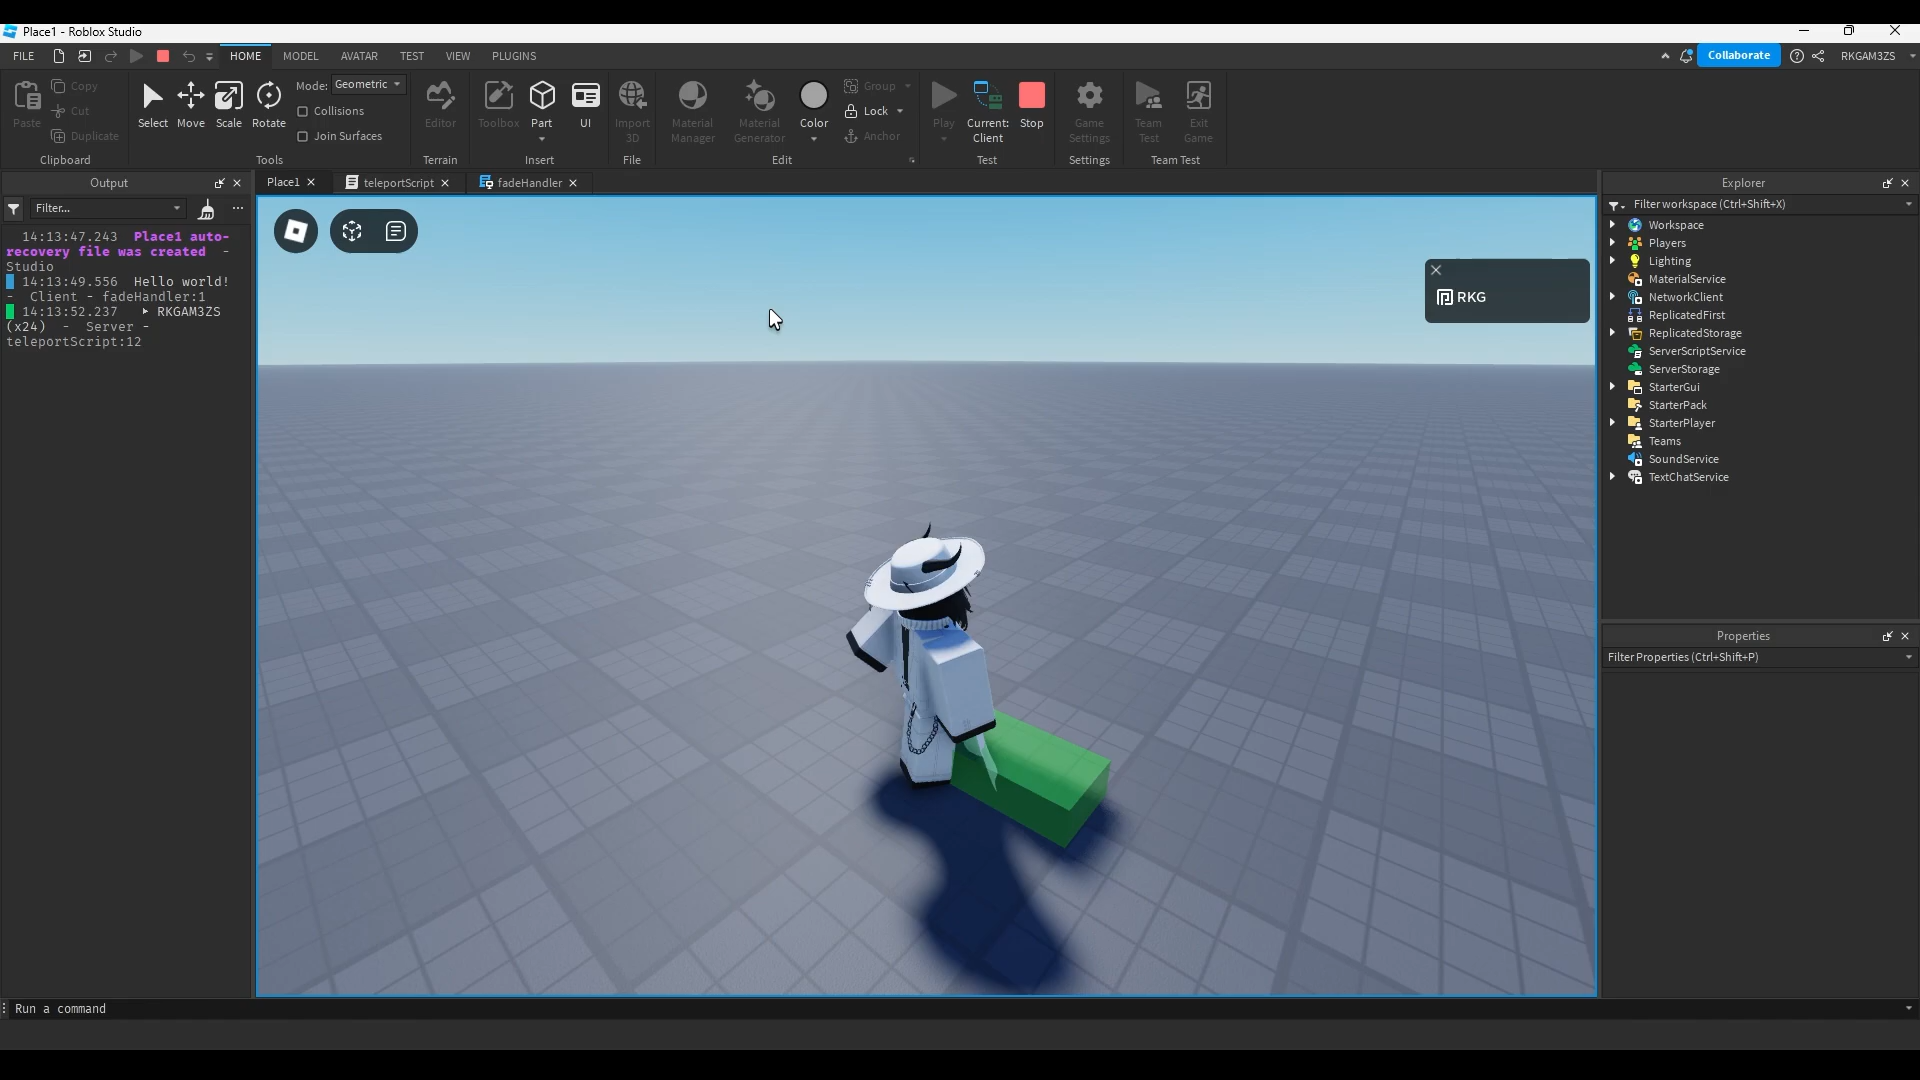 Place1 - Roblox Studio
FILE HOME MODEL AVATAR TEST VIEW PLUGINS Collaborate RKGAM3ZS
Paste Copy Cut Duplicate
Clipboard
Select Move Scale Rotate
Mode: Geometric
Collisions
Join Surfaces
Tools
Editor
Terrain
Toolbox Part UI
Insert
Import 3D
File
Material Manager Material Generator Color
Group
Lock
Anchor
Edit
Play Current: Client Stop
Test
Game Settings
Settings
Team Test Exit Game
Team Test
Output
Filter...
14:13:47.243 Place1 auto-
recovery file was created -
Studio
14:13:49.556 Hello world!
- Client - fadeHandler:1
14:13:52.237 ▶ RKGAM3ZS
(x24) - Server -
teleportScript:12
Place1 teleportScript fadeHandler
RKG
Explorer
Filter workspace (Ctrl+Shift+X)
Workspace
Players
Lighting
MaterialService
NetworkClient
ReplicatedFirst
ReplicatedStorage
ServerScriptService
ServerStorage
StarterGui
StarterPack
StarterPlayer
Teams
SoundService
TextChatService
Properties
Filter Properties (Ctrl+Shift+P)
Run a command